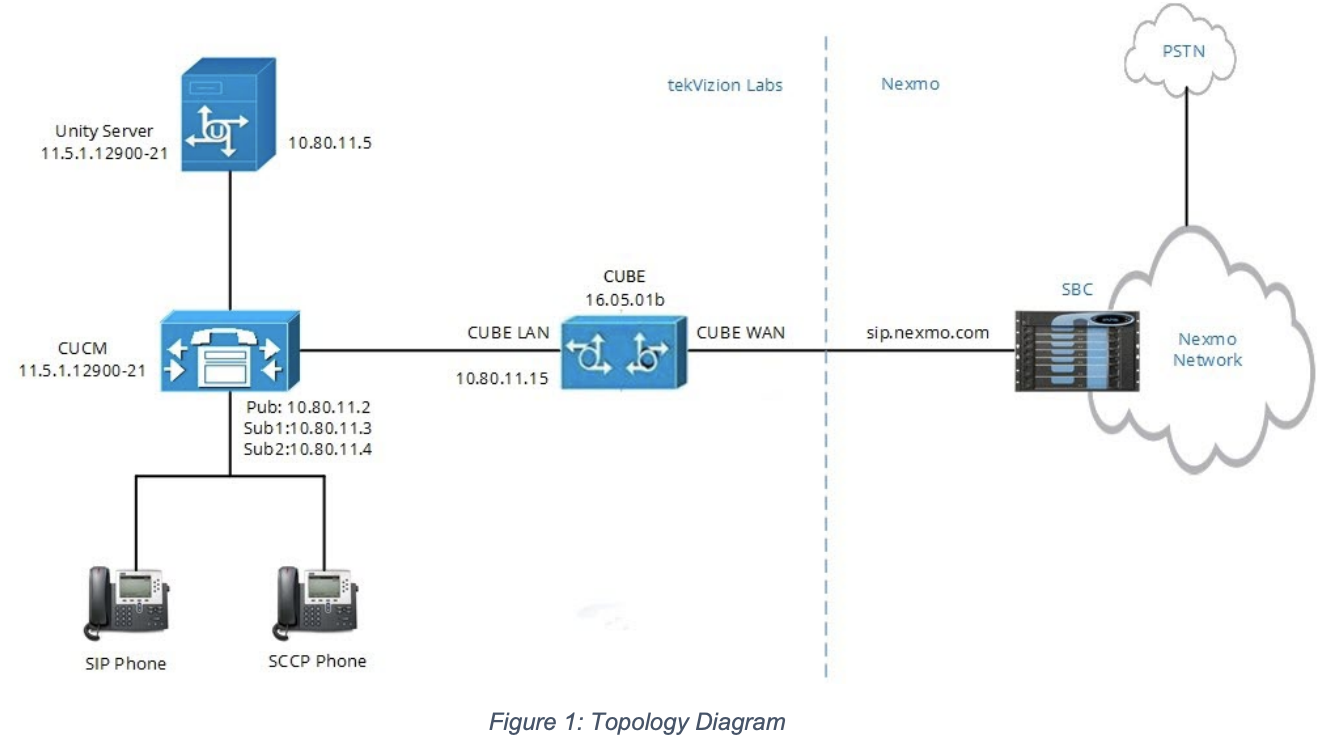 PSTN
tekVizion Labs
Nexmo
Unity Server
11.5.1.12900-21
U
10.80.11.5
CUBE
16.05.01b
SBC
CUBE LAN
CUBE WAN
sip.nexmo.com
Nexmo
Network
CUCM
11.5.1.12900-21
10.80.11.15
Pub: 10.80.11.2
Sub1:10.80.11.3
Sub2:10.80.11.4
SIP Phone
SCCP Phone
Figure 1: Topology Diagram